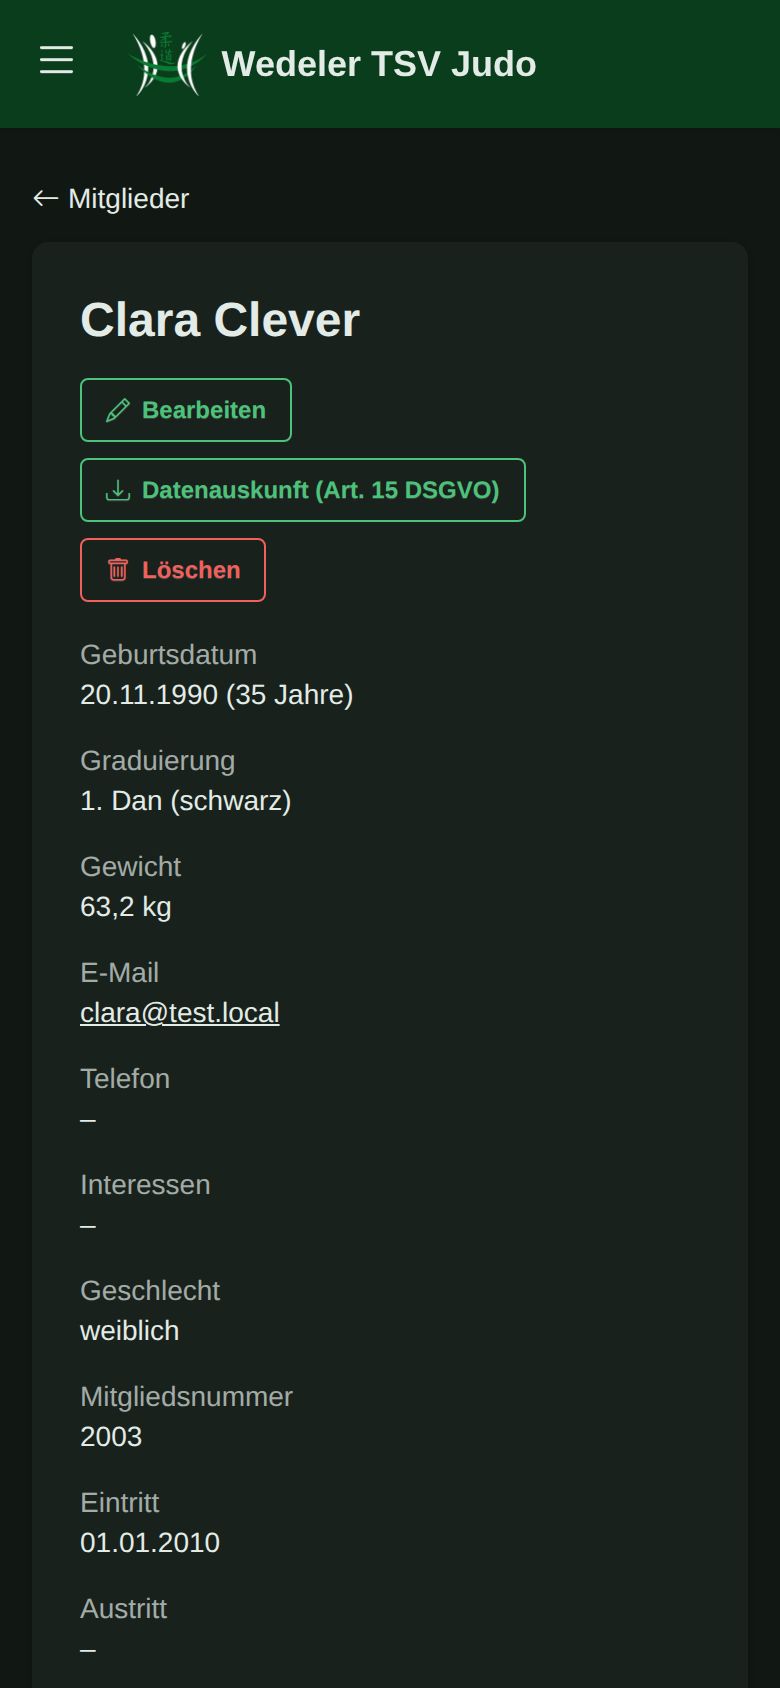 柔道
Wedeler TSV Judo
Mitglieder
Clara Clever
Bearbeiten
Datenauskunft (Art. 15 DSGVO)
Löschen
Geburtsdatum
20.11.1990 (35 Jahre)
Graduierung
1. Dan (schwarz)
Gewicht
63,2 kg
E-Mail
clara@test.local
Telefon
–
Interessen
–
Geschlecht
weiblich
Mitgliedsnummer
2003
Eintritt
01.01.2010
Austritt
–